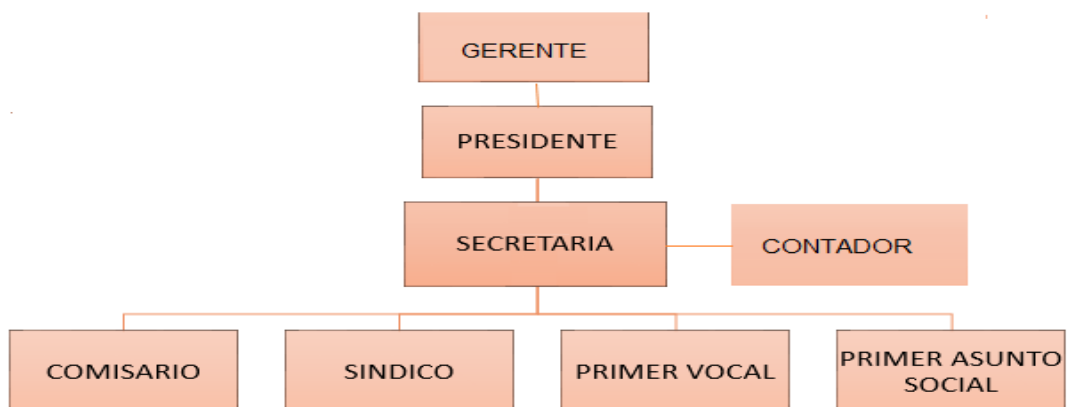 GERENTE
PRESIDENTE
SECRETARIA
CONTADOR
COMISARIO
SINDICO
PRIMER VOCAL
PRIMER ASUNTO
SOCIAL